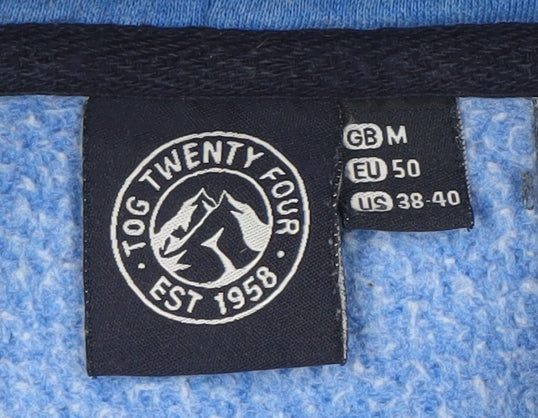 TOG TWENTY FOUR
· EST 1958 ·
GB M
EU 50
US 38-40